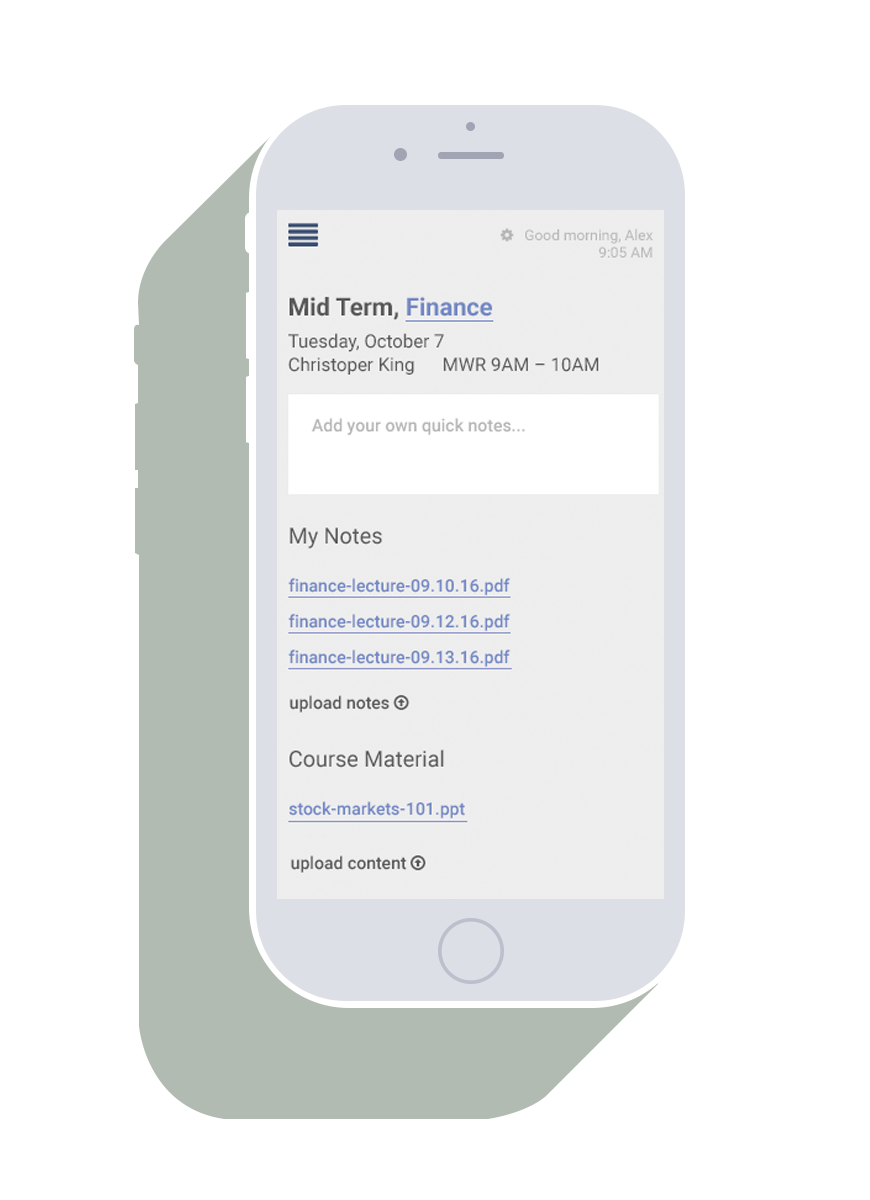 Good morning, Alex
9:05 AM
Mid Term, Finance
Tuesday, October 7
Christoper King MWR 9AM – 10AM
Add your own quick notes...
My Notes
finance-lecture-09.10.16.pdf
finance-lecture-09.12.16.pdf
finance-lecture-09.13.16.pdf
upload notes
Course Material
stock-markets-101.ppt
upload content